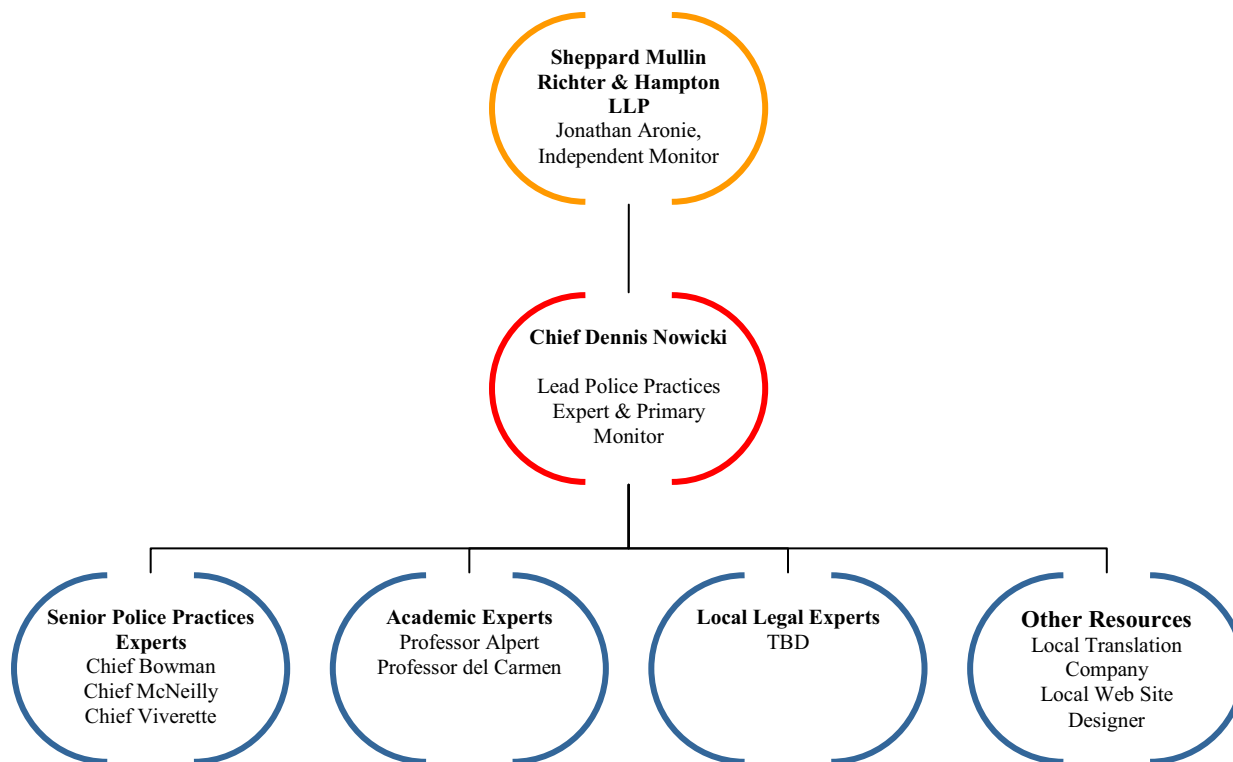 Sheppard Mullin
Richter & Hampton
LLP
Jonathan Aronie,
Independent Monitor
Chief Dennis Nowicki
Lead Police Practices
Expert & Primary
Monitor
Senior Police Practices
Experts
Chief Bowman
Chief McNeilly
Chief Viverette
Academic Experts
Professor Alpert
Professor del Carmen
Local Legal Experts
TBD
Other Resources
Local Translation
Company
Local Web Site
Designer